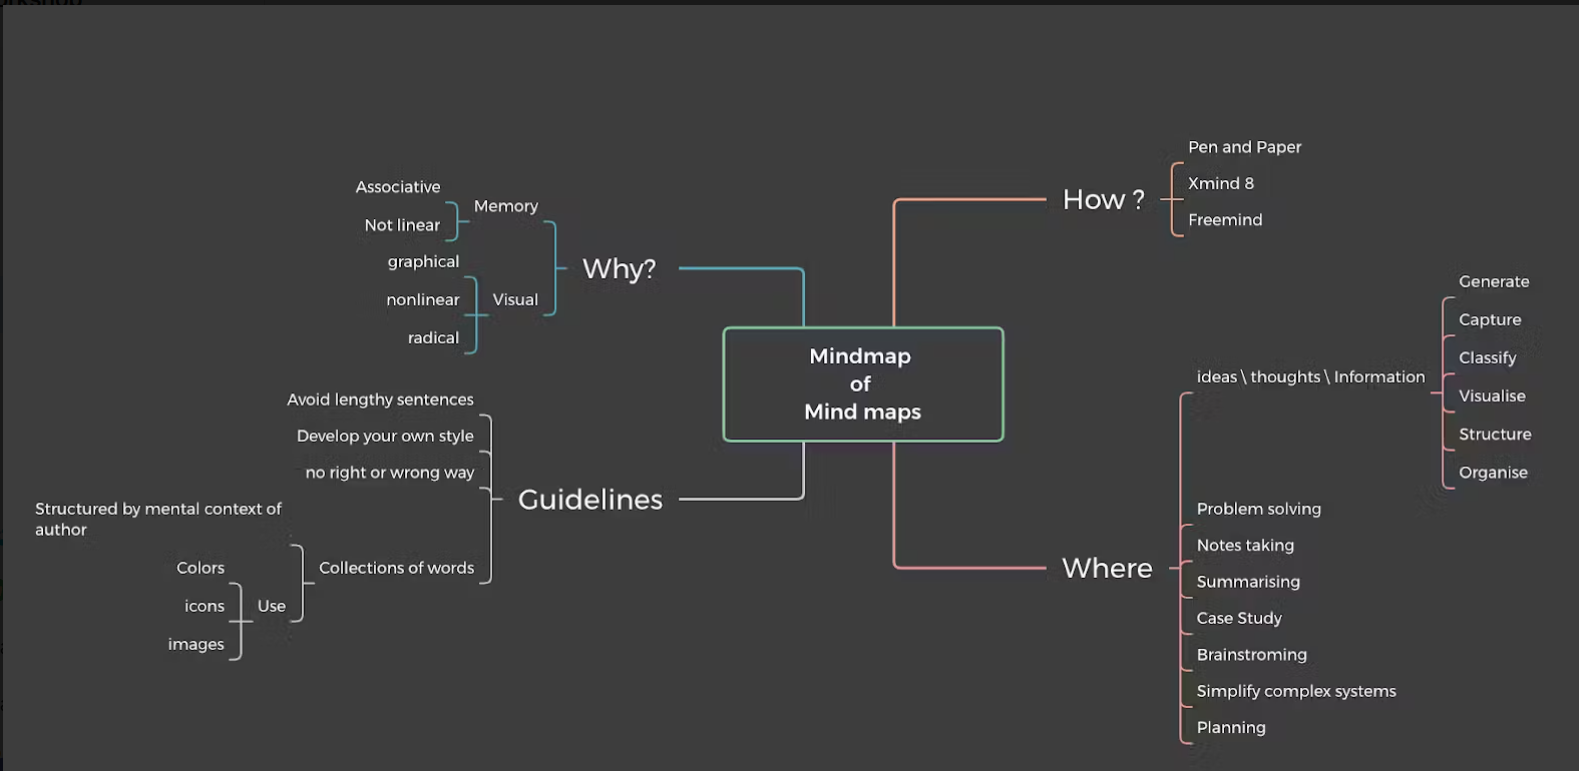 Mindmap
of
Mind maps
Why?
Memory
Associative
Not linear
Visual
graphical
nonlinear
radical
How ?
Pen and Paper
Xmind 8
Freemind
Guidelines
Avoid lengthy sentences
Develop your own style
no right or wrong way
Collections of words
Structured by mental context of
author
Use
Colors
icons
images
Where
ideas \ thoughts \ Information
Generate
Capture
Classify
Visualise
Structure
Organise
Problem solving
Notes taking
Summarising
Case Study
Brainstroming
Simplify complex systems
Planning